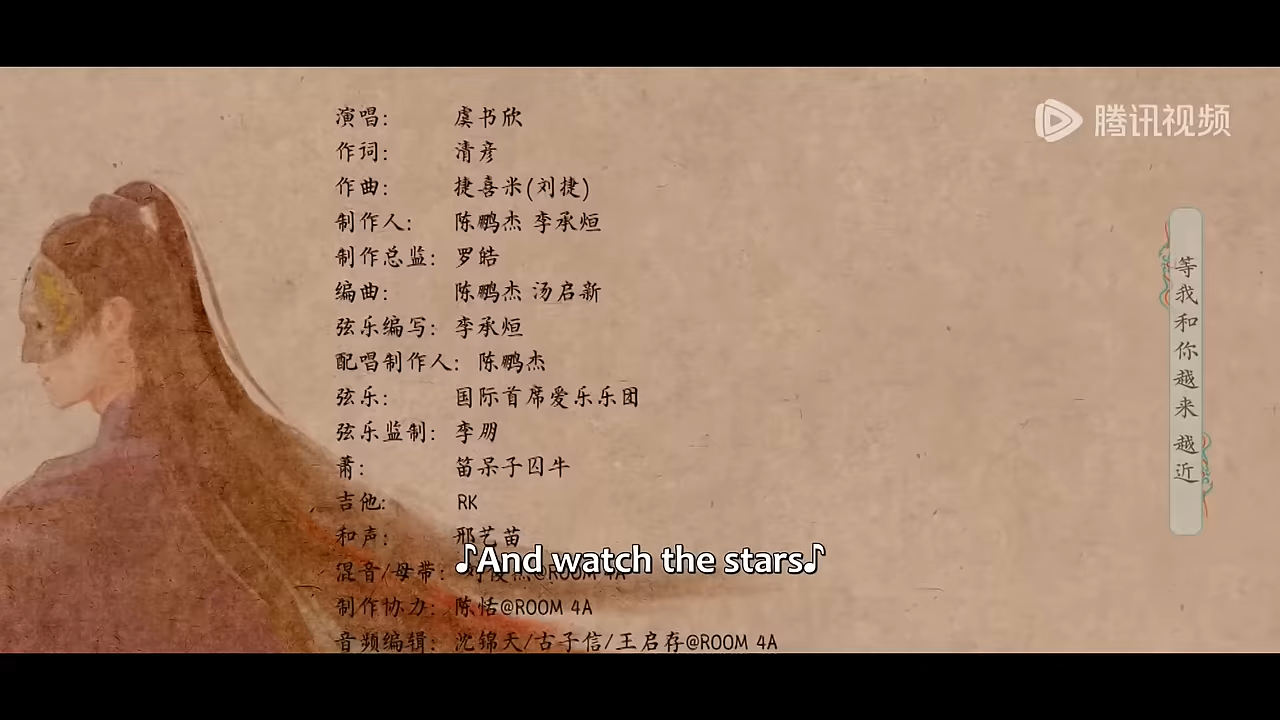 演唱: 虞书欣
作词: 清彦
作曲: 捷喜米(刘捷)
制作人: 陈鹏杰 李承烜
制作总监: 罗皓
编曲: 陈鹏杰 汤启新
弦乐编写: 李承烜
配唱制作人: 陈鹏杰
弦乐: 国际首席爱乐乐团
弦乐监制: 李朋
萧: 笛呆子囚牛
吉他: RK
和声: 邢艺苗
♪And watch the stars♪
混音/母带: @ROOM 4A
制作协力: 陈恬@ROOM 4A
音频编辑: 沈锦天/古子信/王启存@ROOM 4A
腾讯视频
等我和你越来 越近